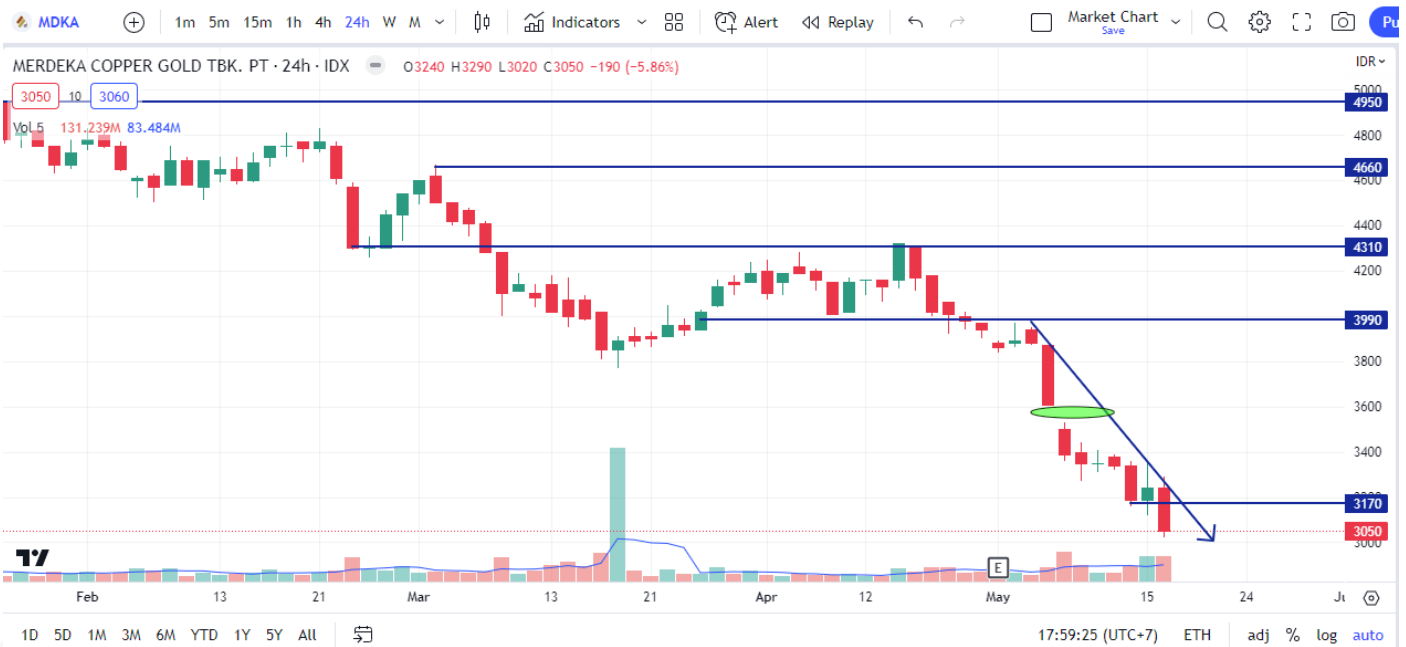 MDKA 1m 5m 15m 1h 4h 24h W M Indicators Alert Replay Market Chart Pu
Save
MERDEKA COPPER GOLD TBK. PT · 24h · IDX O3240 H3290 L3020 C3050 −190 (−5.86%) IDR
3050 10 3060
Vol 5 131.239M 83.484M
5000
4950
4800
4660
4600
4400
4310
4200
3990
3800
3600
3400
3170
3050
3000
E
Feb 13 21 Mar 13 21 Apr 12 May 15 24
1D 5D 1M 3M 6M YTD 1Y 5Y All 17:59:25 (UTC+7) ETH adj % log auto